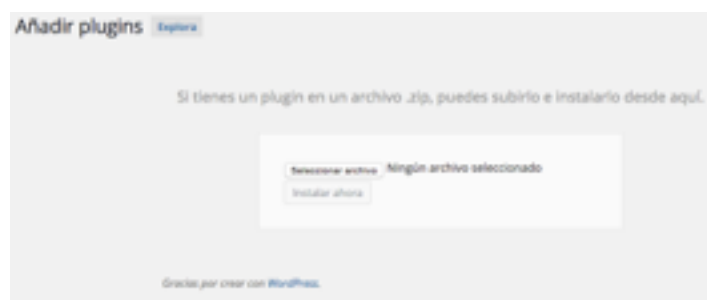 Añadir plugins Explora
Si tienes un plugin en un archivo .zip, puedes subirlo e instalarlo desde aquí.
Seleccionar archivo Ningún archivo seleccionado
Instalar ahora
Gracias por crear con WordPress.